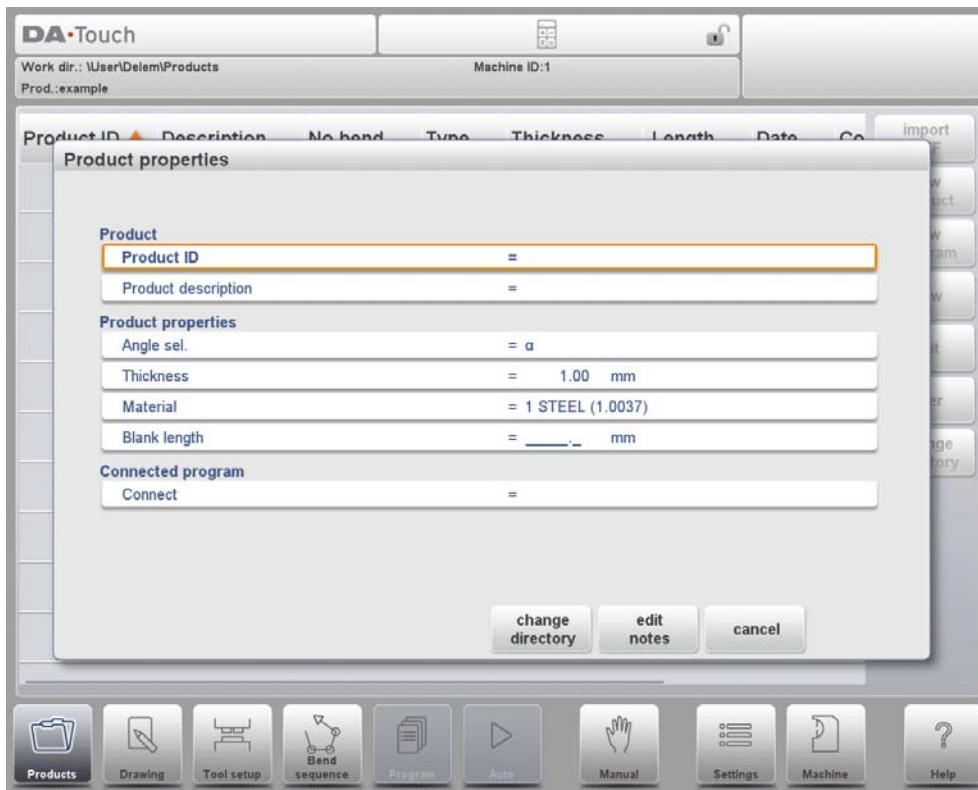 DA·Touch
Work dir.: \User\Delem\Products
Machine ID:1
Prod.:example
Product ID Description No bend Type Thickness Length Date Co
import
Product properties
Product
Product ID =
Product description =
Product properties
Angle sel. = α
Thickness = 1.00 mm
Material = 1 STEEL (1.0037)
Blank length = _____._ mm
Connected program
Connect =
change
directory
edit
notes
cancel
Products
Drawing
Tool setup
Bend
sequence
Program
Auto
Manual
Settings
Machine
Help